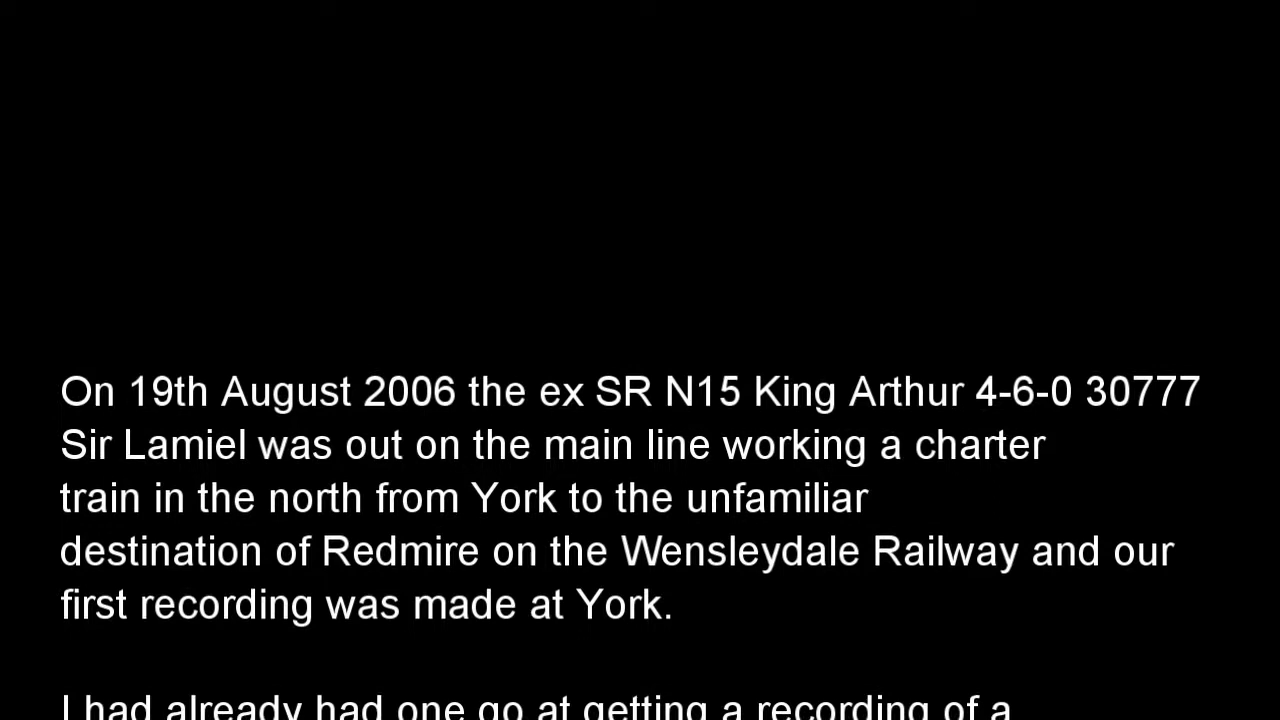 On 19th August 2006 the ex SR N15 King Arthur 4-6-0 30777
Sir Lamiel was out on the main line working a charter
train in the north from York to the unfamiliar
destination of Redmire on the Wensleydale Railway and our
first recording was made at York.
I had already had one go at getting a recording of a